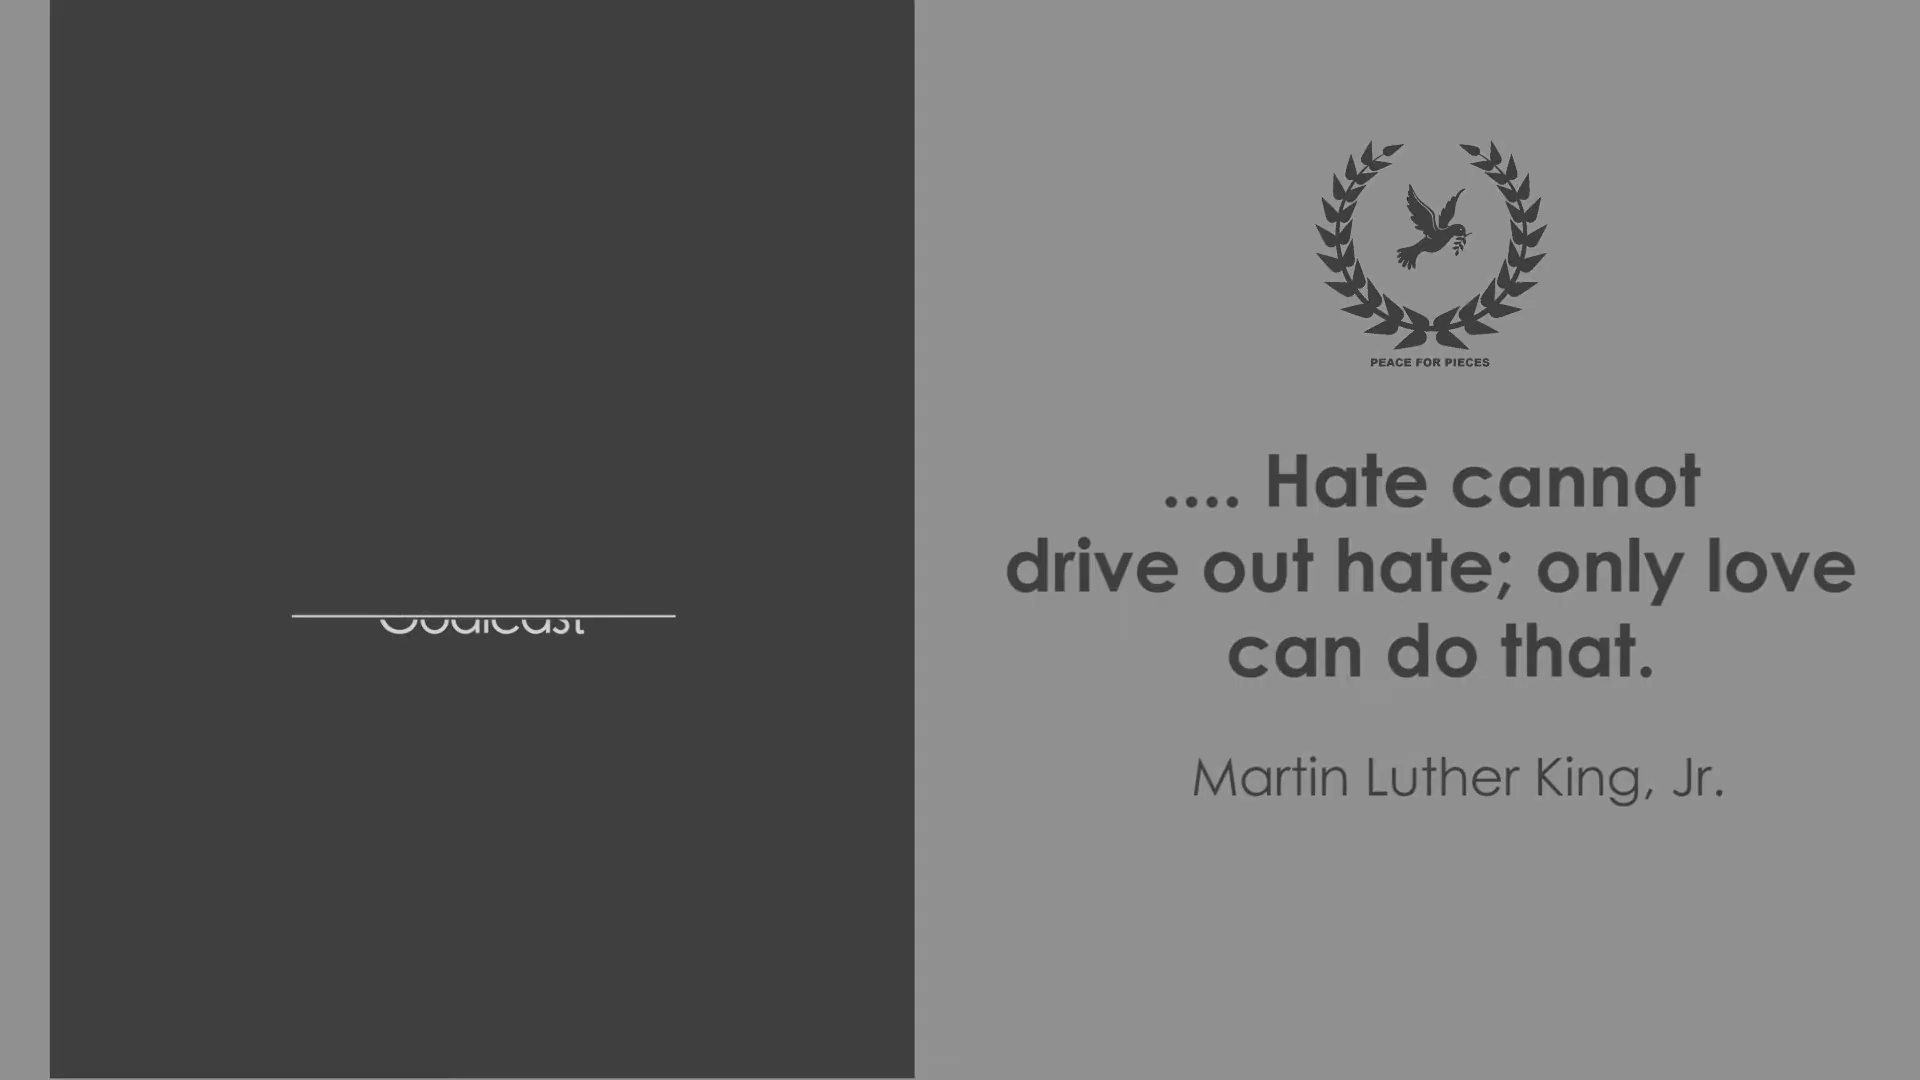 PEACE FOR PIECES
.... Hate cannot
drive out hate; only love
can do that.
Martin Luther King, Jr.